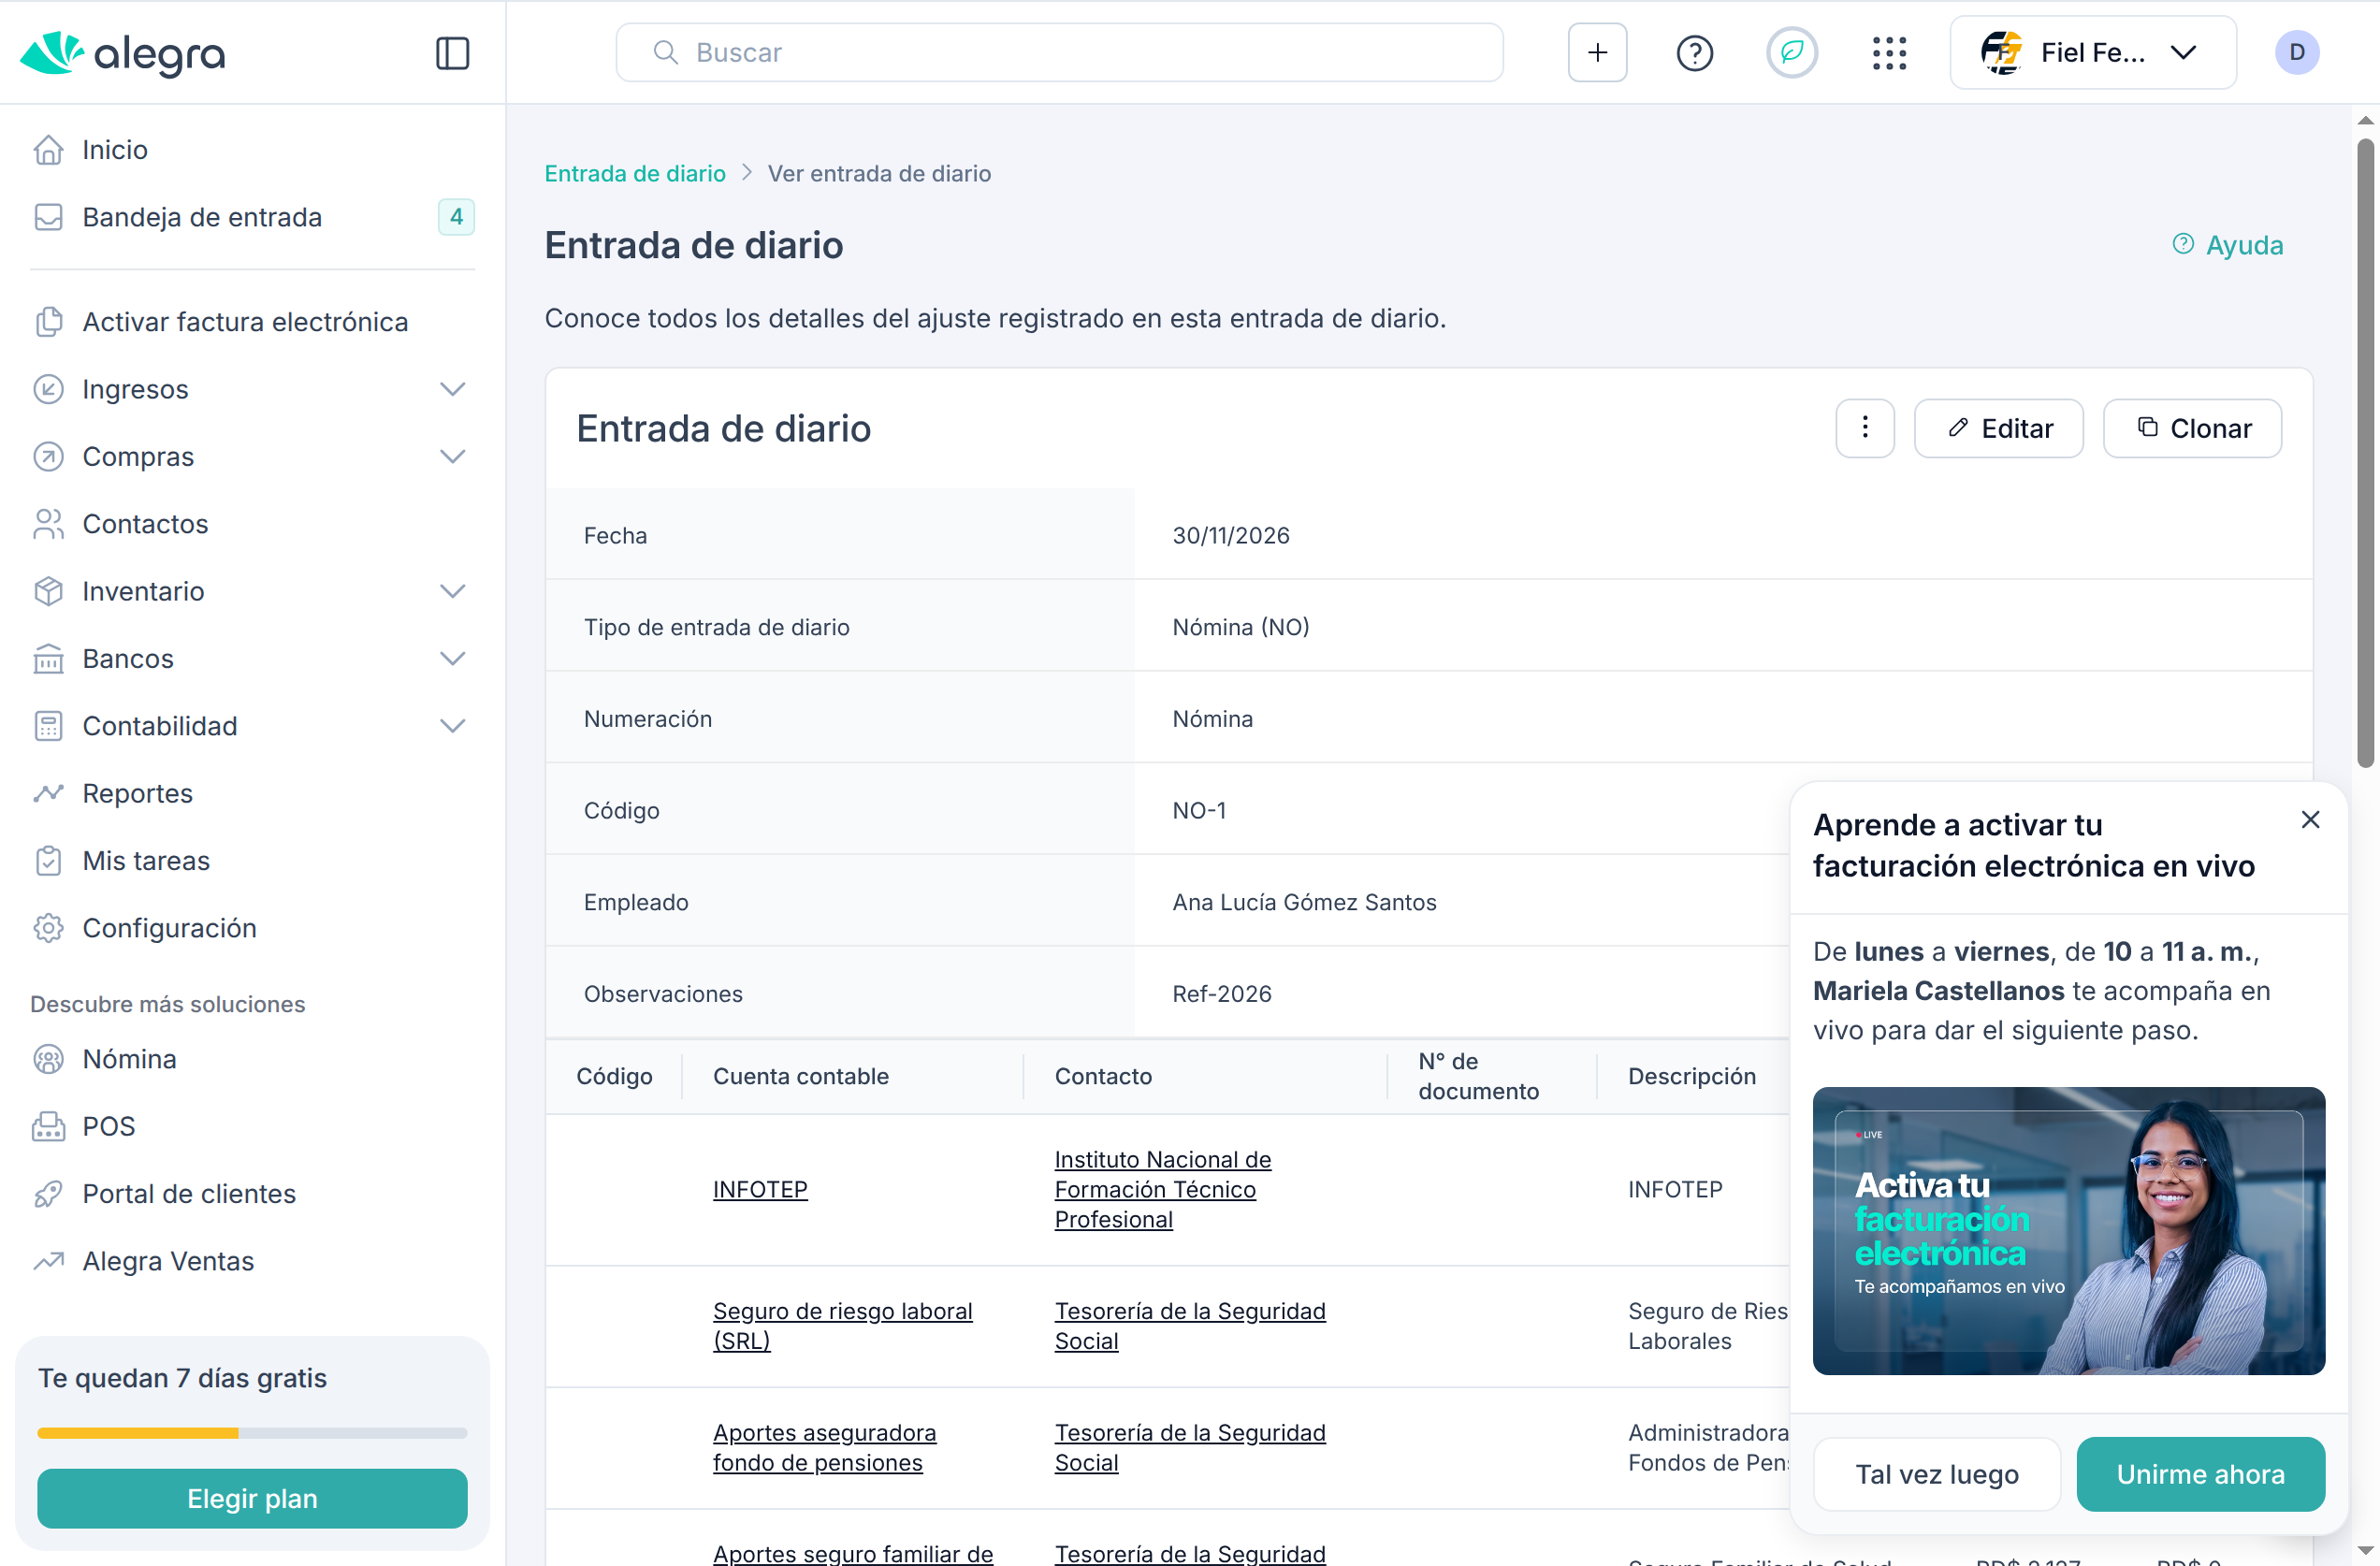 alegra
Buscar
Fiel Fe...
D
Inicio
Bandeja de entrada
4
Activar factura electrónica
Ingresos
Compras
Contactos
Inventario
Bancos
Contabilidad
Reportes
Mis tareas
Configuración
Descubre más soluciones
Nómina
POS
Portal de clientes
Alegra Ventas
Te quedan 7 días gratis
Elegir plan
Entrada de diario > Ver entrada de diario
Entrada de diario
Ayuda
Conoce todos los detalles del ajuste registrado en esta entrada de diario.
Entrada de diario
Editar
Clonar
Fecha 30/11/2026
Tipo de entrada de diario Nómina (NO)
Numeración Nómina
Código NO-1
Empleado Ana Lucía Gómez Santos
Observaciones Ref-2026
Código
Cuenta contable
Contacto
N° de
documento
Descripción
INFOTEP
Instituto Nacional de
Formación Técnico
Profesional
INFOTEP
Seguro de riesgo laboral
(SRL)
Tesorería de la Seguridad
Social
Seguro de Ries
Laborales
Aportes aseguradora
fondo de pensiones
Tesorería de la Seguridad
Social
Administradora
Fondos de Pen
Aportes seguro familiar de
Tesorería de la Seguridad
Aprende a activar tu
facturación electrónica en vivo
De lunes a viernes, de 10 a 11 a. m.,
Mariela Castellanos te acompaña en
vivo para dar el siguiente paso.
LIVE
Activa tu
facturación
electrónica
Te acompañamos en vivo
Tal vez luego
Unirme ahora